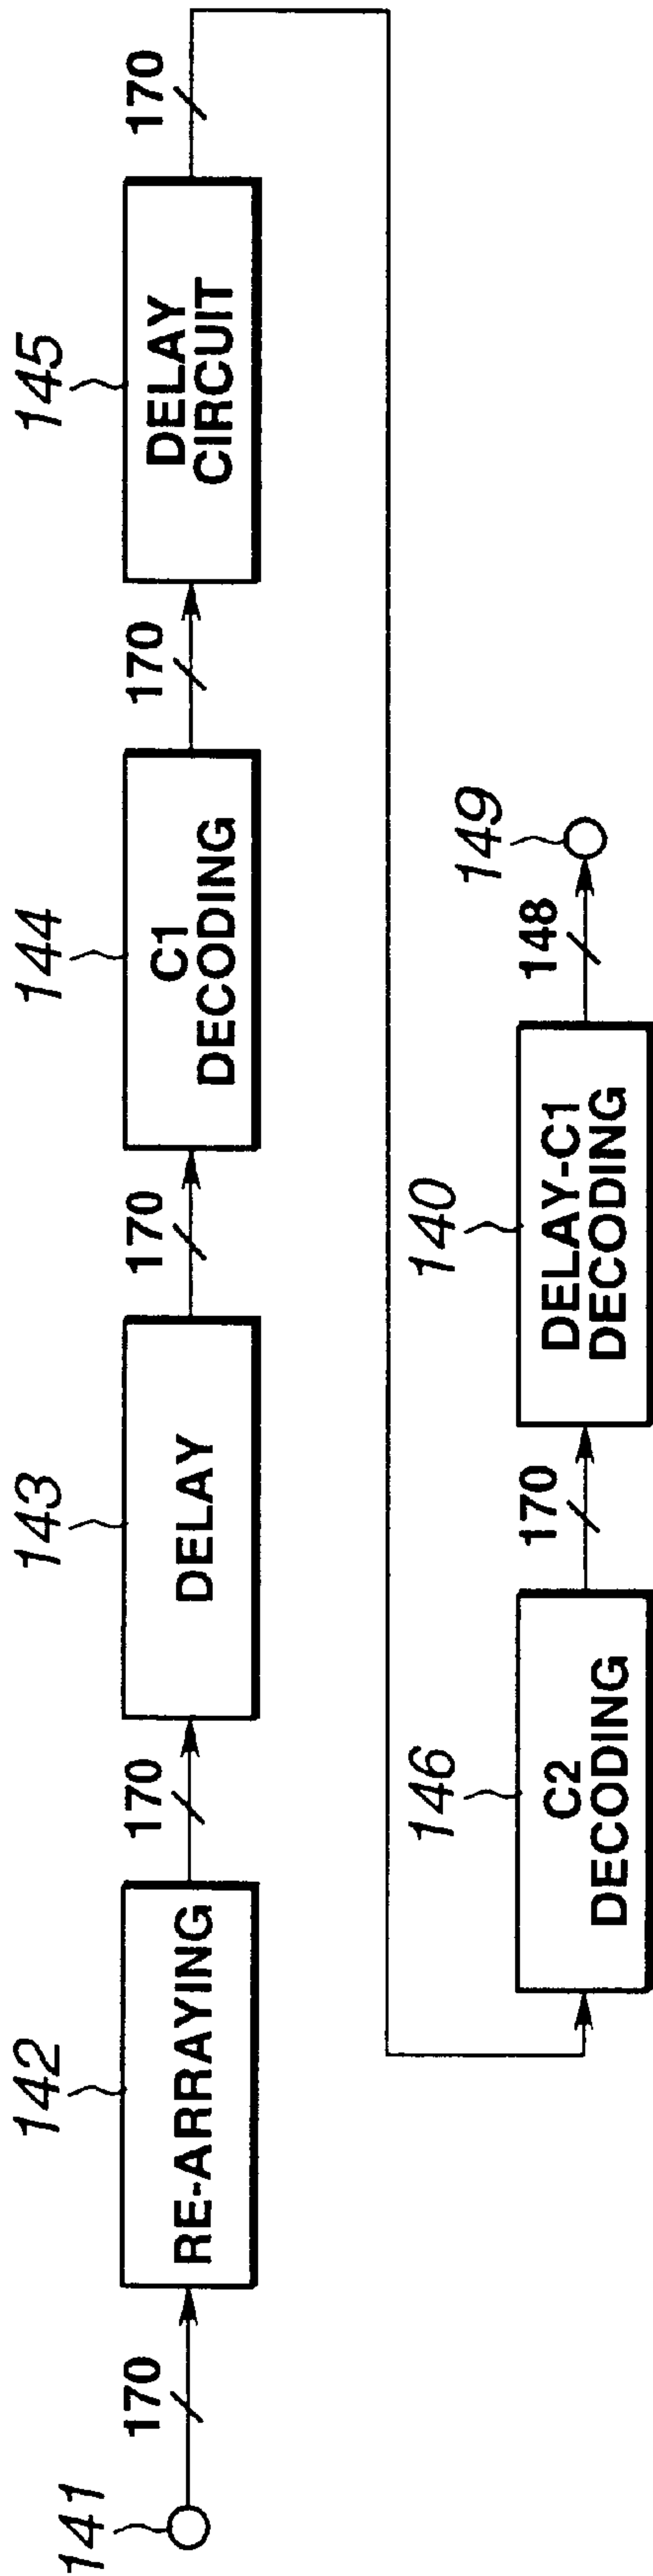 141
170
142
RE-ARRAYING
170
143
DELAY
170
144
C1
DECODING
170
145
DELAY
CIRCUIT
170
146
C2
DECODING
170
140
DELAY-C1
DECODING
148
149